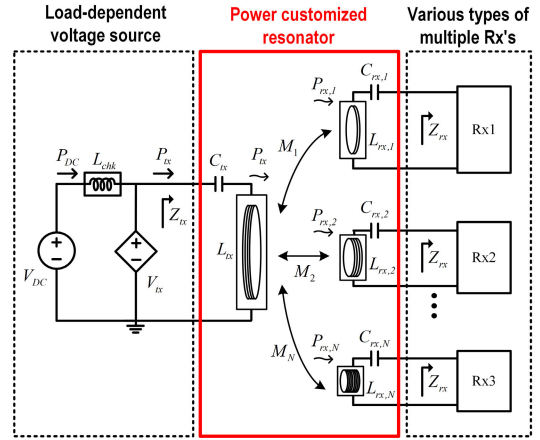 Load-dependent
voltage source
Power customized
resonator
Various types of
multiple Rx's
P_DC
L_chk
P_tx
Z_tx
V_DC
V_tx
C_tx
P_tx
L_tx
M_1
M_2
M_N
P_rx,1
C_rx,1
L_rx,1
Z_rx
Rx1
P_rx,2
C_rx,2
L_rx,2
Z_rx
Rx2
P_rx,N
C_rx,N
L_rx,N
Z_rx
Rx3